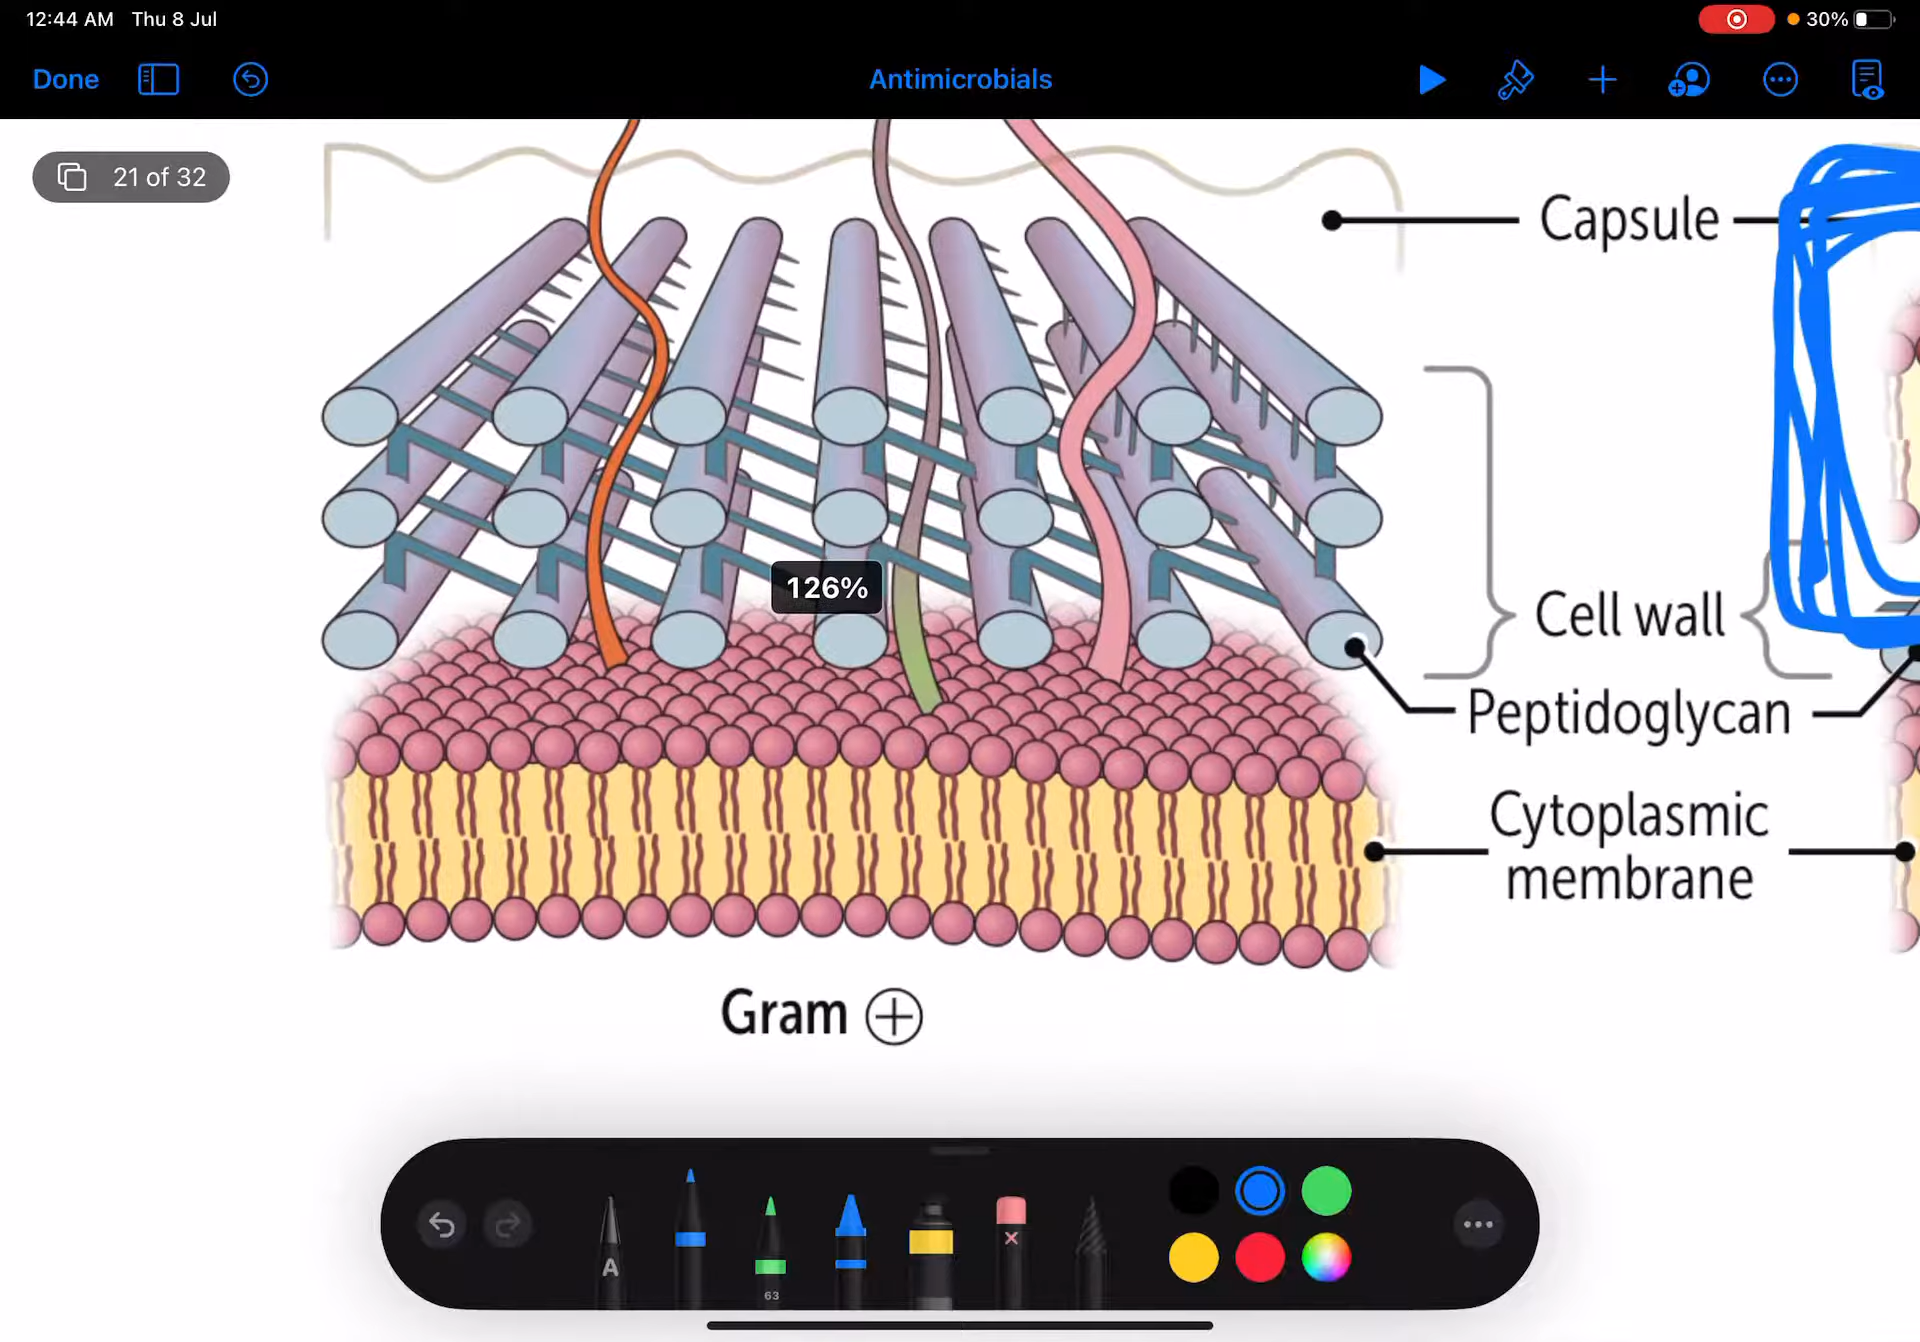 12:44 AM Thu 8 Jul
30%
Done
Antimicrobials
21 of 32
Capsule
126%
Cell wall
Peptidoglycan
Cytoplasmic
membrane
Gram +
A
63